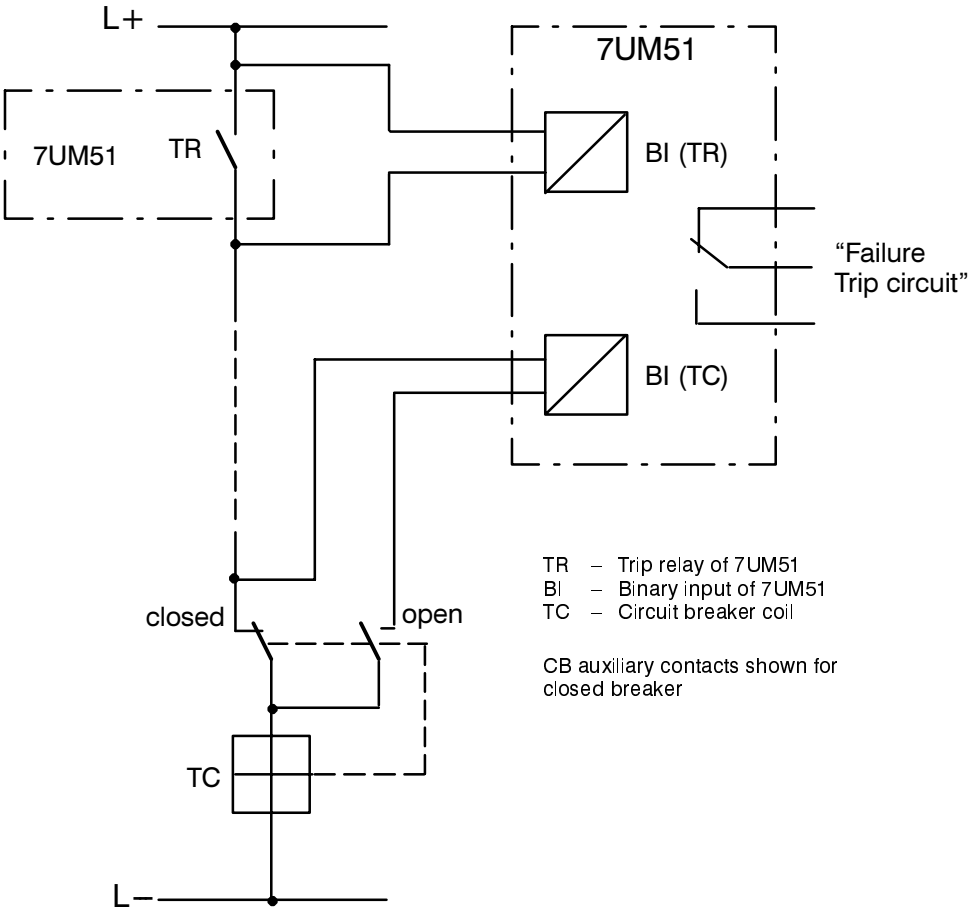 L+
7UM51
7UM51
TR
BI (TR)
“Failure
Trip circuit”
BI (TC)
TR – Trip relay of 7UM51
BI – Binary input of 7UM51
TC – Circuit breaker coil
closed
open
CB auxiliary contacts shown for
closed breaker
TC
L–